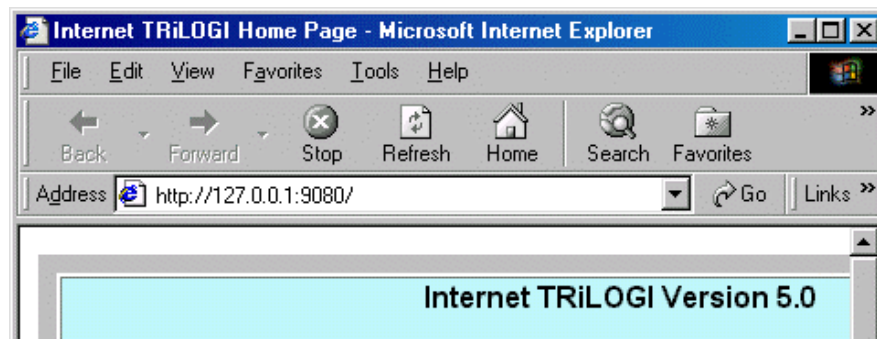 Internet TRiLOGI Home Page - Microsoft Internet Explorer
File Edit View Favorites Tools Help
Back Forward Stop Refresh Home Search Favorites »
Address http://127.0.0.1:9080/ Go Links »
Internet TRiLOGI Version 5.0